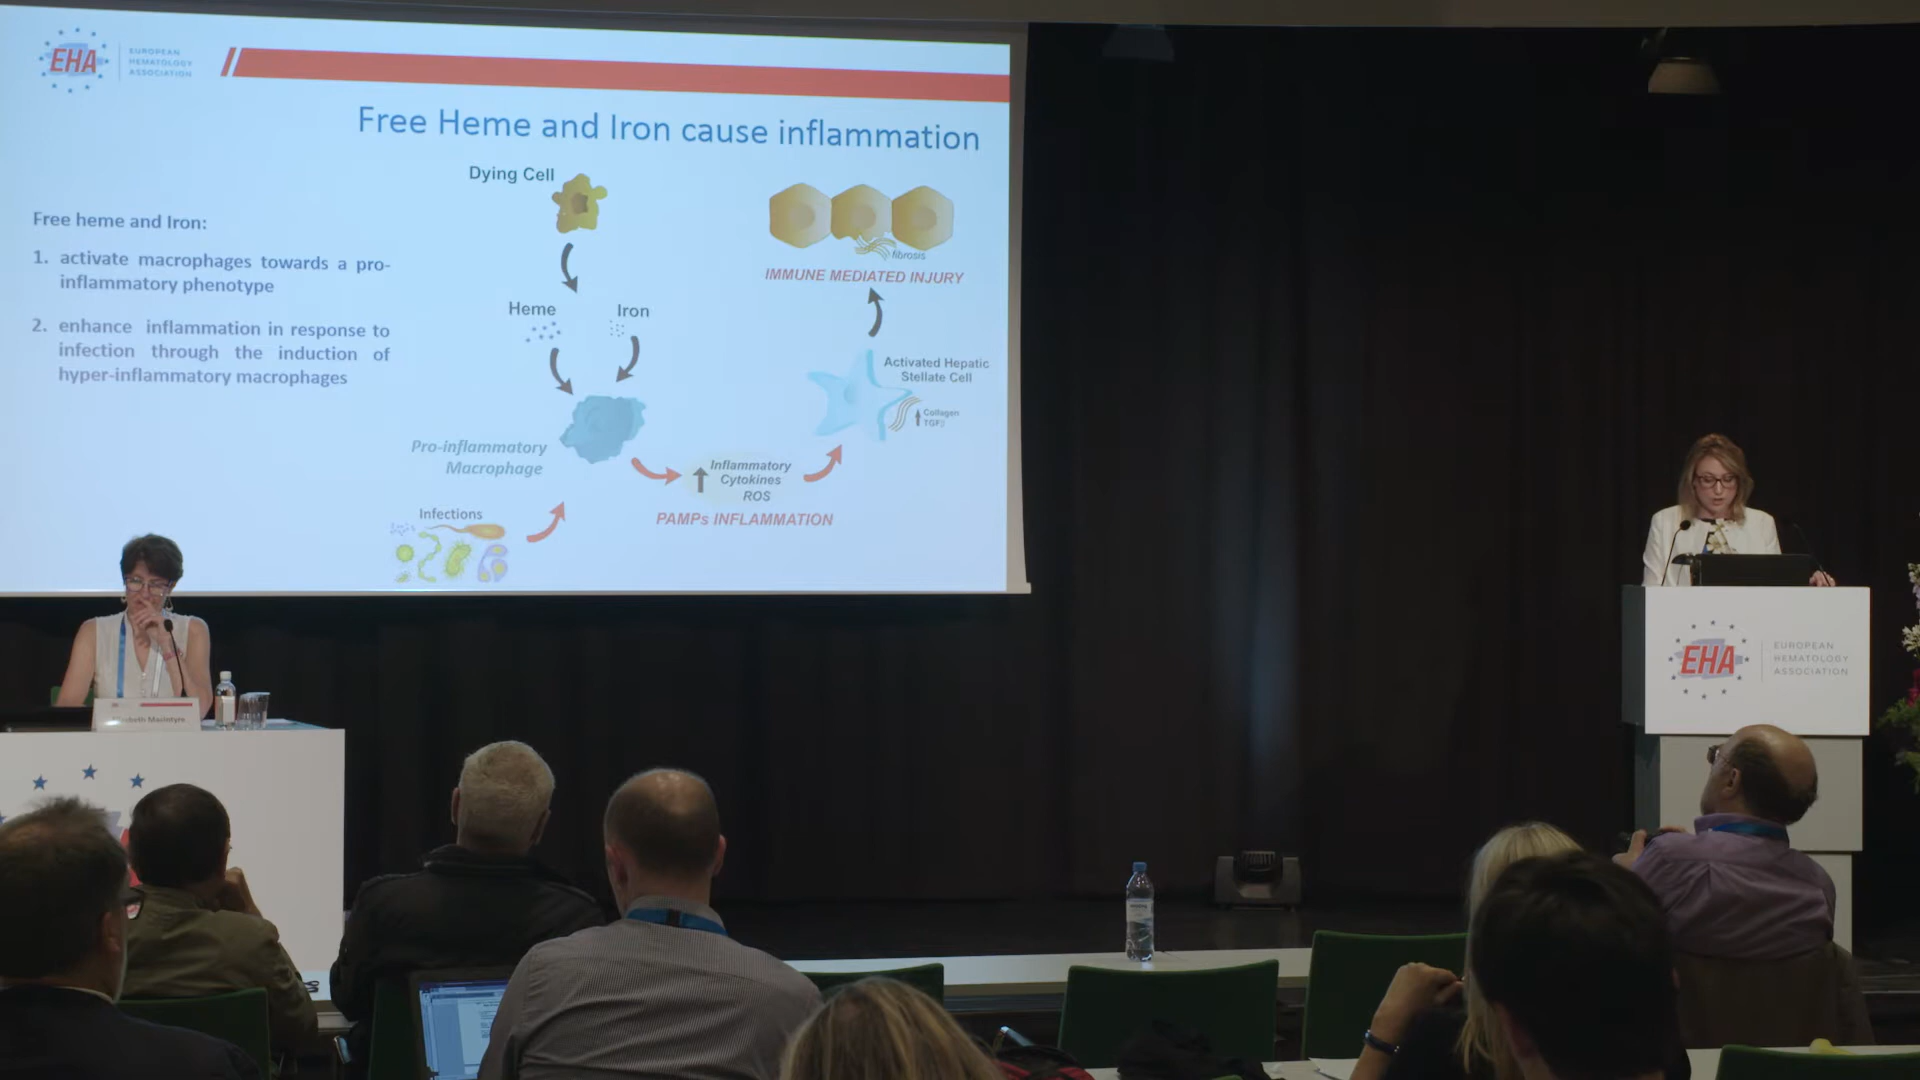 EHA
EUROPEAN
HEMATOLOGY
ASSOCIATION
Free Heme and Iron cause inflammation
Free heme and Iron:
1. activate macrophages towards a pro-
inflammatory phenotype
2. enhance inflammation in response to
infection through the induction of
hyper-inflammatory macrophages
Dying Cell
Heme
Iron
Pro-inflammatory
Macrophage
Infections
Inflammatory
Cytokines
ROS
PAMPs INFLAMMATION
Activated Hepatic
Stellate Cell
Collagen
fibrosis
IMMUNE MEDIATED INJURY
Macintyre
EHA
EUROPEAN
HEMATOLOGY
ASSOCIATION